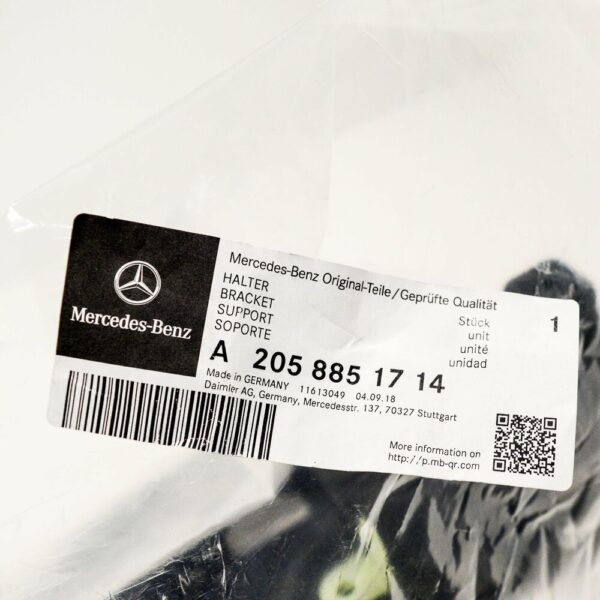 Mercedes-Benz
Mercedes-Benz Original-Teile/Geprüfte Qualität
HALTER
BRACKET
SUPPORT
SOPORTE
Stück 1
unit
unité
unidad
A 205 885 17 14
Made in GERMANY 11613049 04.09.18
Daimler AG, Germany, Mercedesstr. 137, 70327 Stuttgart
More information on
http://p.mb-qr.com